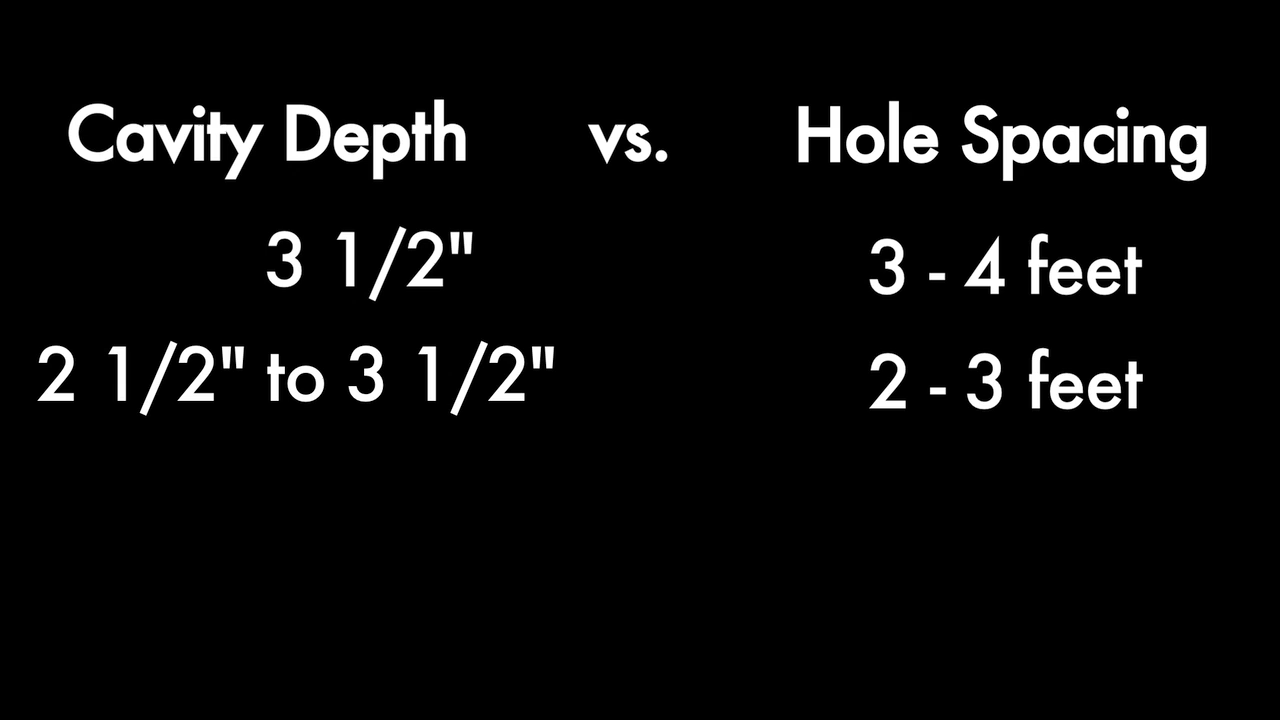 Cavity Depth vs. Hole Spacing
3 1/2" 3 - 4 feet
2 1/2" to 3 1/2" 2 - 3 feet